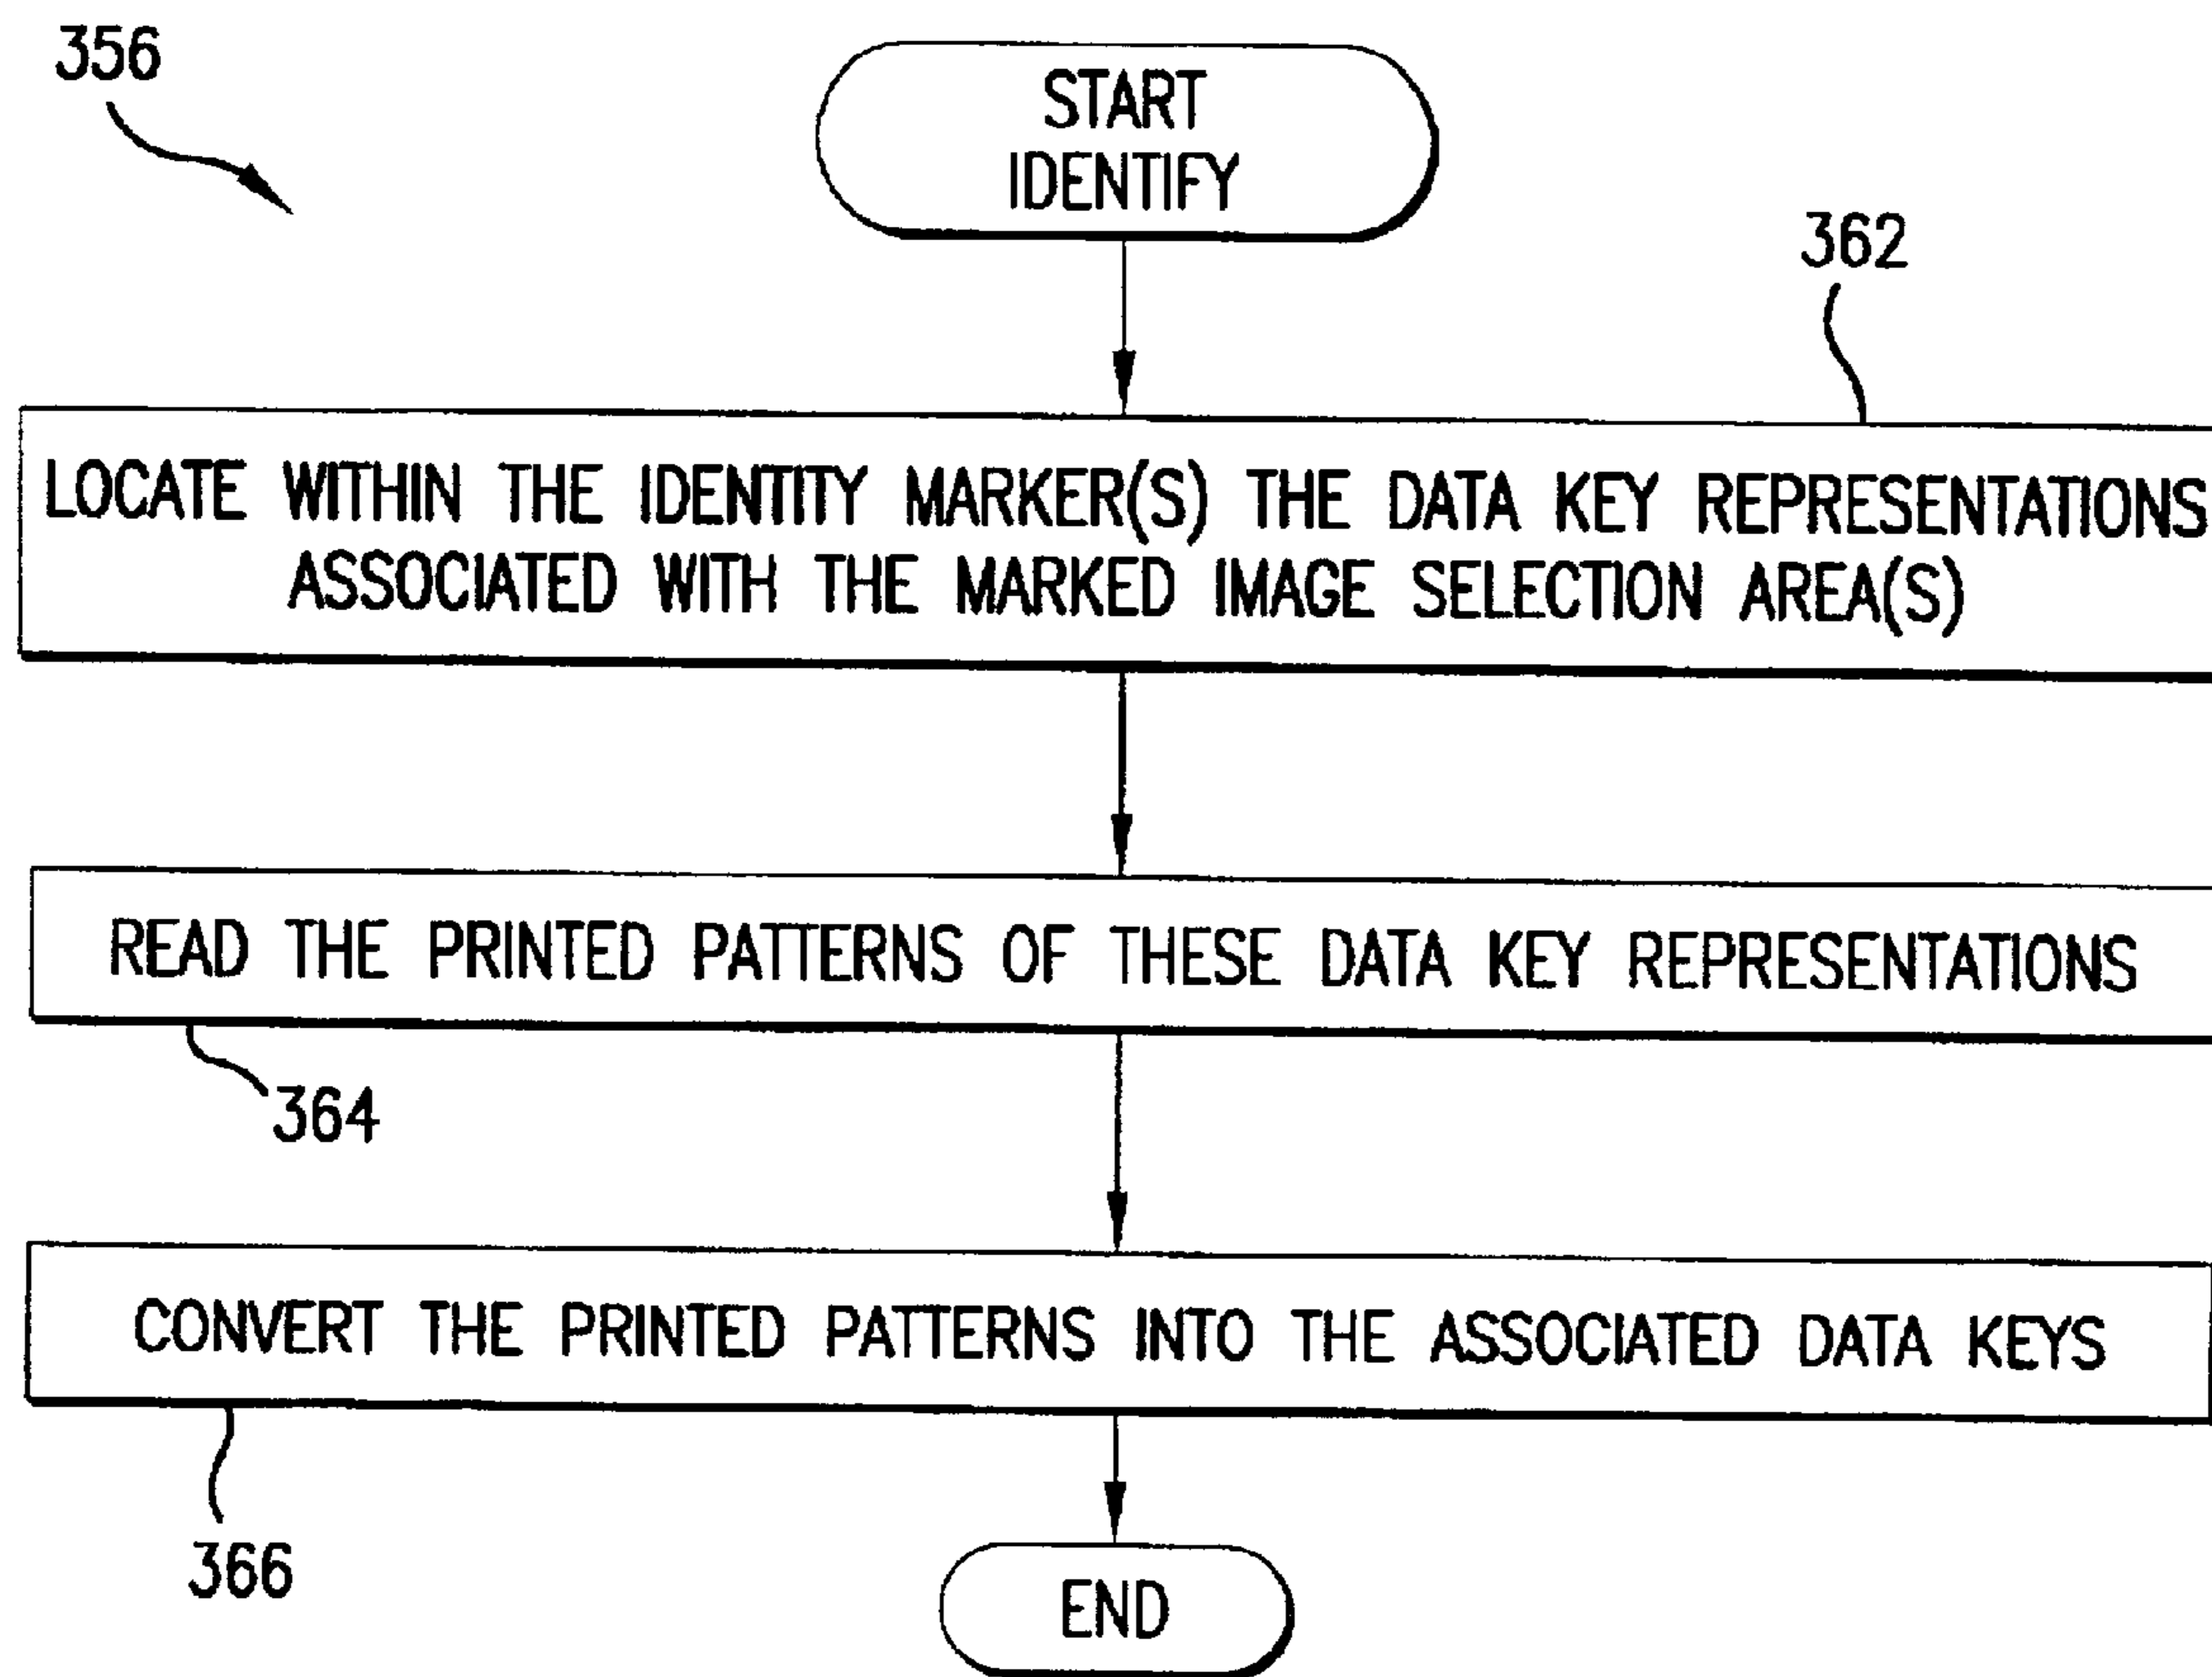 356
START
IDENTIFY
362
LOCATE WITHIN THE IDENTITY MARKER(S) THE DATA KEY REPRESENTATIONS
ASSOCIATED WITH THE MARKED IMAGE SELECTION AREA(S)
READ THE PRINTED PATTERNS OF THESE DATA KEY REPRESENTATIONS
364
CONVERT THE PRINTED PATTERNS INTO THE ASSOCIATED DATA KEYS
366
END